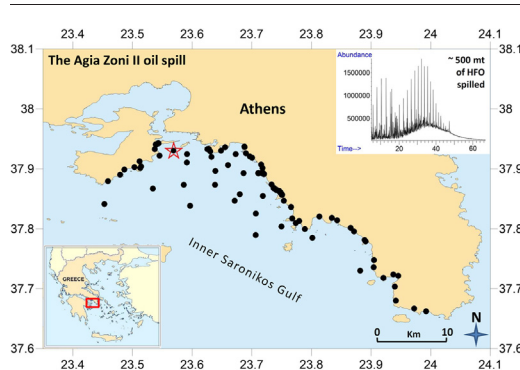 23.4 23.5 23.6 23.7 23.8 23.9 24 24.1
38.1
The Agia Zoni II oil spill
Abundance
~ 500 mt
of HFO
spilled
1500000
1000000
500000
Time-->
20 40 60
38
Athens
38
37.9
37.9
37.8
37.8
Inner Saronikos Gulf
GREECE
37.7
37.7
N
0 10
Km
37.6
37.6
23.4 23.5 23.6 23.7 23.8 23.9 24 24.1
38.1